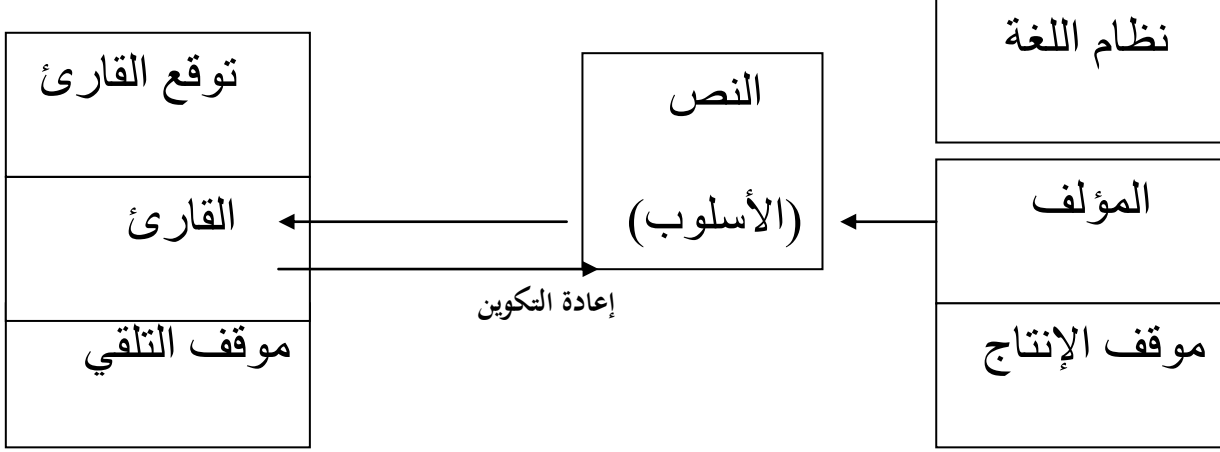 نظام اللغة
المؤلف
موقف الإنتاج
النص
(الأسلوب)
توقع القارئ
القارئ
موقف التلقي
إعادة التكوين